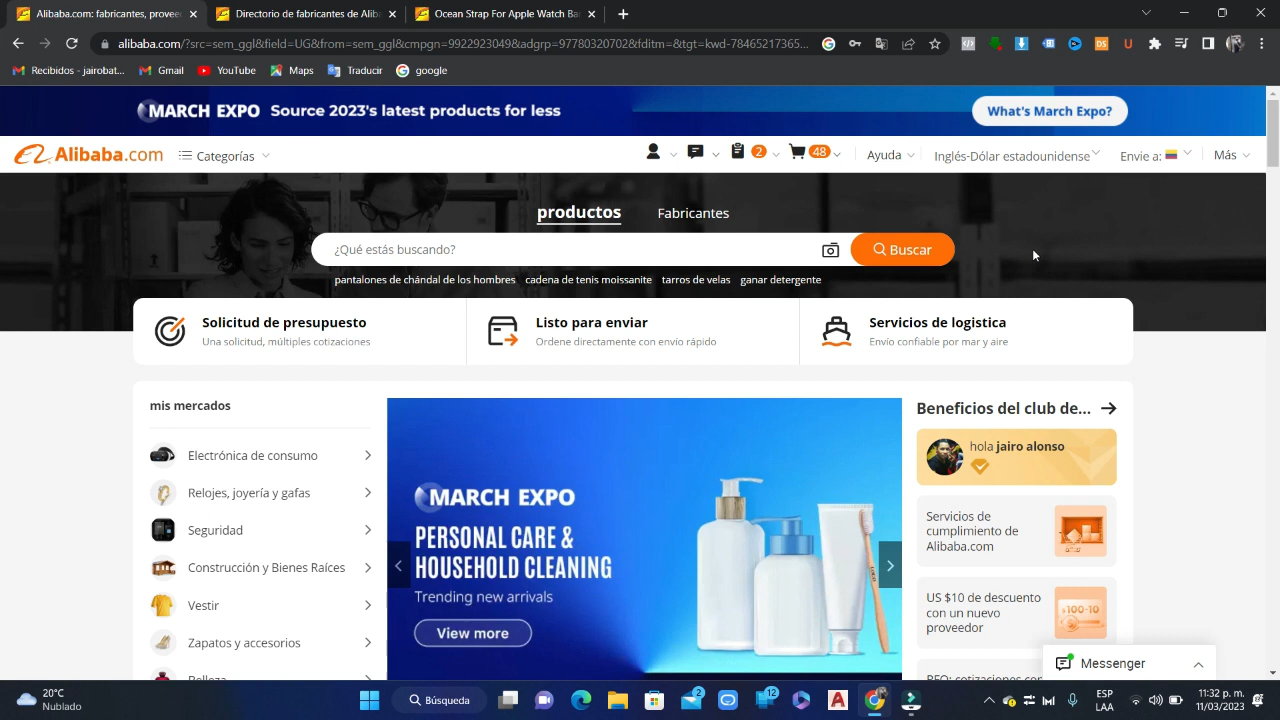 Alibaba.com: fabricantes, provee
Directorio de fabricantes de Alib
Ocean Strap For Apple Watch Ba
alibaba.com/?src=sem_ggl&field=UG&from=sem_ggl&cmpgn=9922923049&adgrp=97780320702&fditm=&tgt=kwd-78465217365...
Recibidos - jairobat...
Gmail
YouTube
Maps
Traducir
google
MARCH EXPO Source 2023's latest products for less
What's March Expo?
Alibaba.com
Categorías
2
48
Ayuda
Inglés-Dólar estadounidense
Envie a:
Más
productos
Fabricantes
¿Qué estás buscando?
Buscar
pantalones de chándal de los hombres
cadena de tenis moissanite
tarros de velas
ganar detergente
Solicitud de presupuesto
Una solicitud, múltiples cotizaciones
Listo para enviar
Ordene directamente con envío rápido
Servicios de logistica
Envío confiable por mar y aire
mis mercados
Electrónica de consumo
Relojes, joyería y gafas
Seguridad
Construcción y Bienes Raíces
Vestir
Zapatos y accesorios
MARCH EXPO
PERSONAL CARE &
HOUSEHOLD CLEANING
Trending new arrivals
View more
Beneficios del club de...
hola jairo alonso
Servicios de
cumplimiento de
Alibaba.com
US $10 de descuento
con un nuevo
proveedor
$100-10
Messenger
20°C
Nublado
Búsqueda
2
12
ESP
LAA
11:32 p. m.
11/03/2023